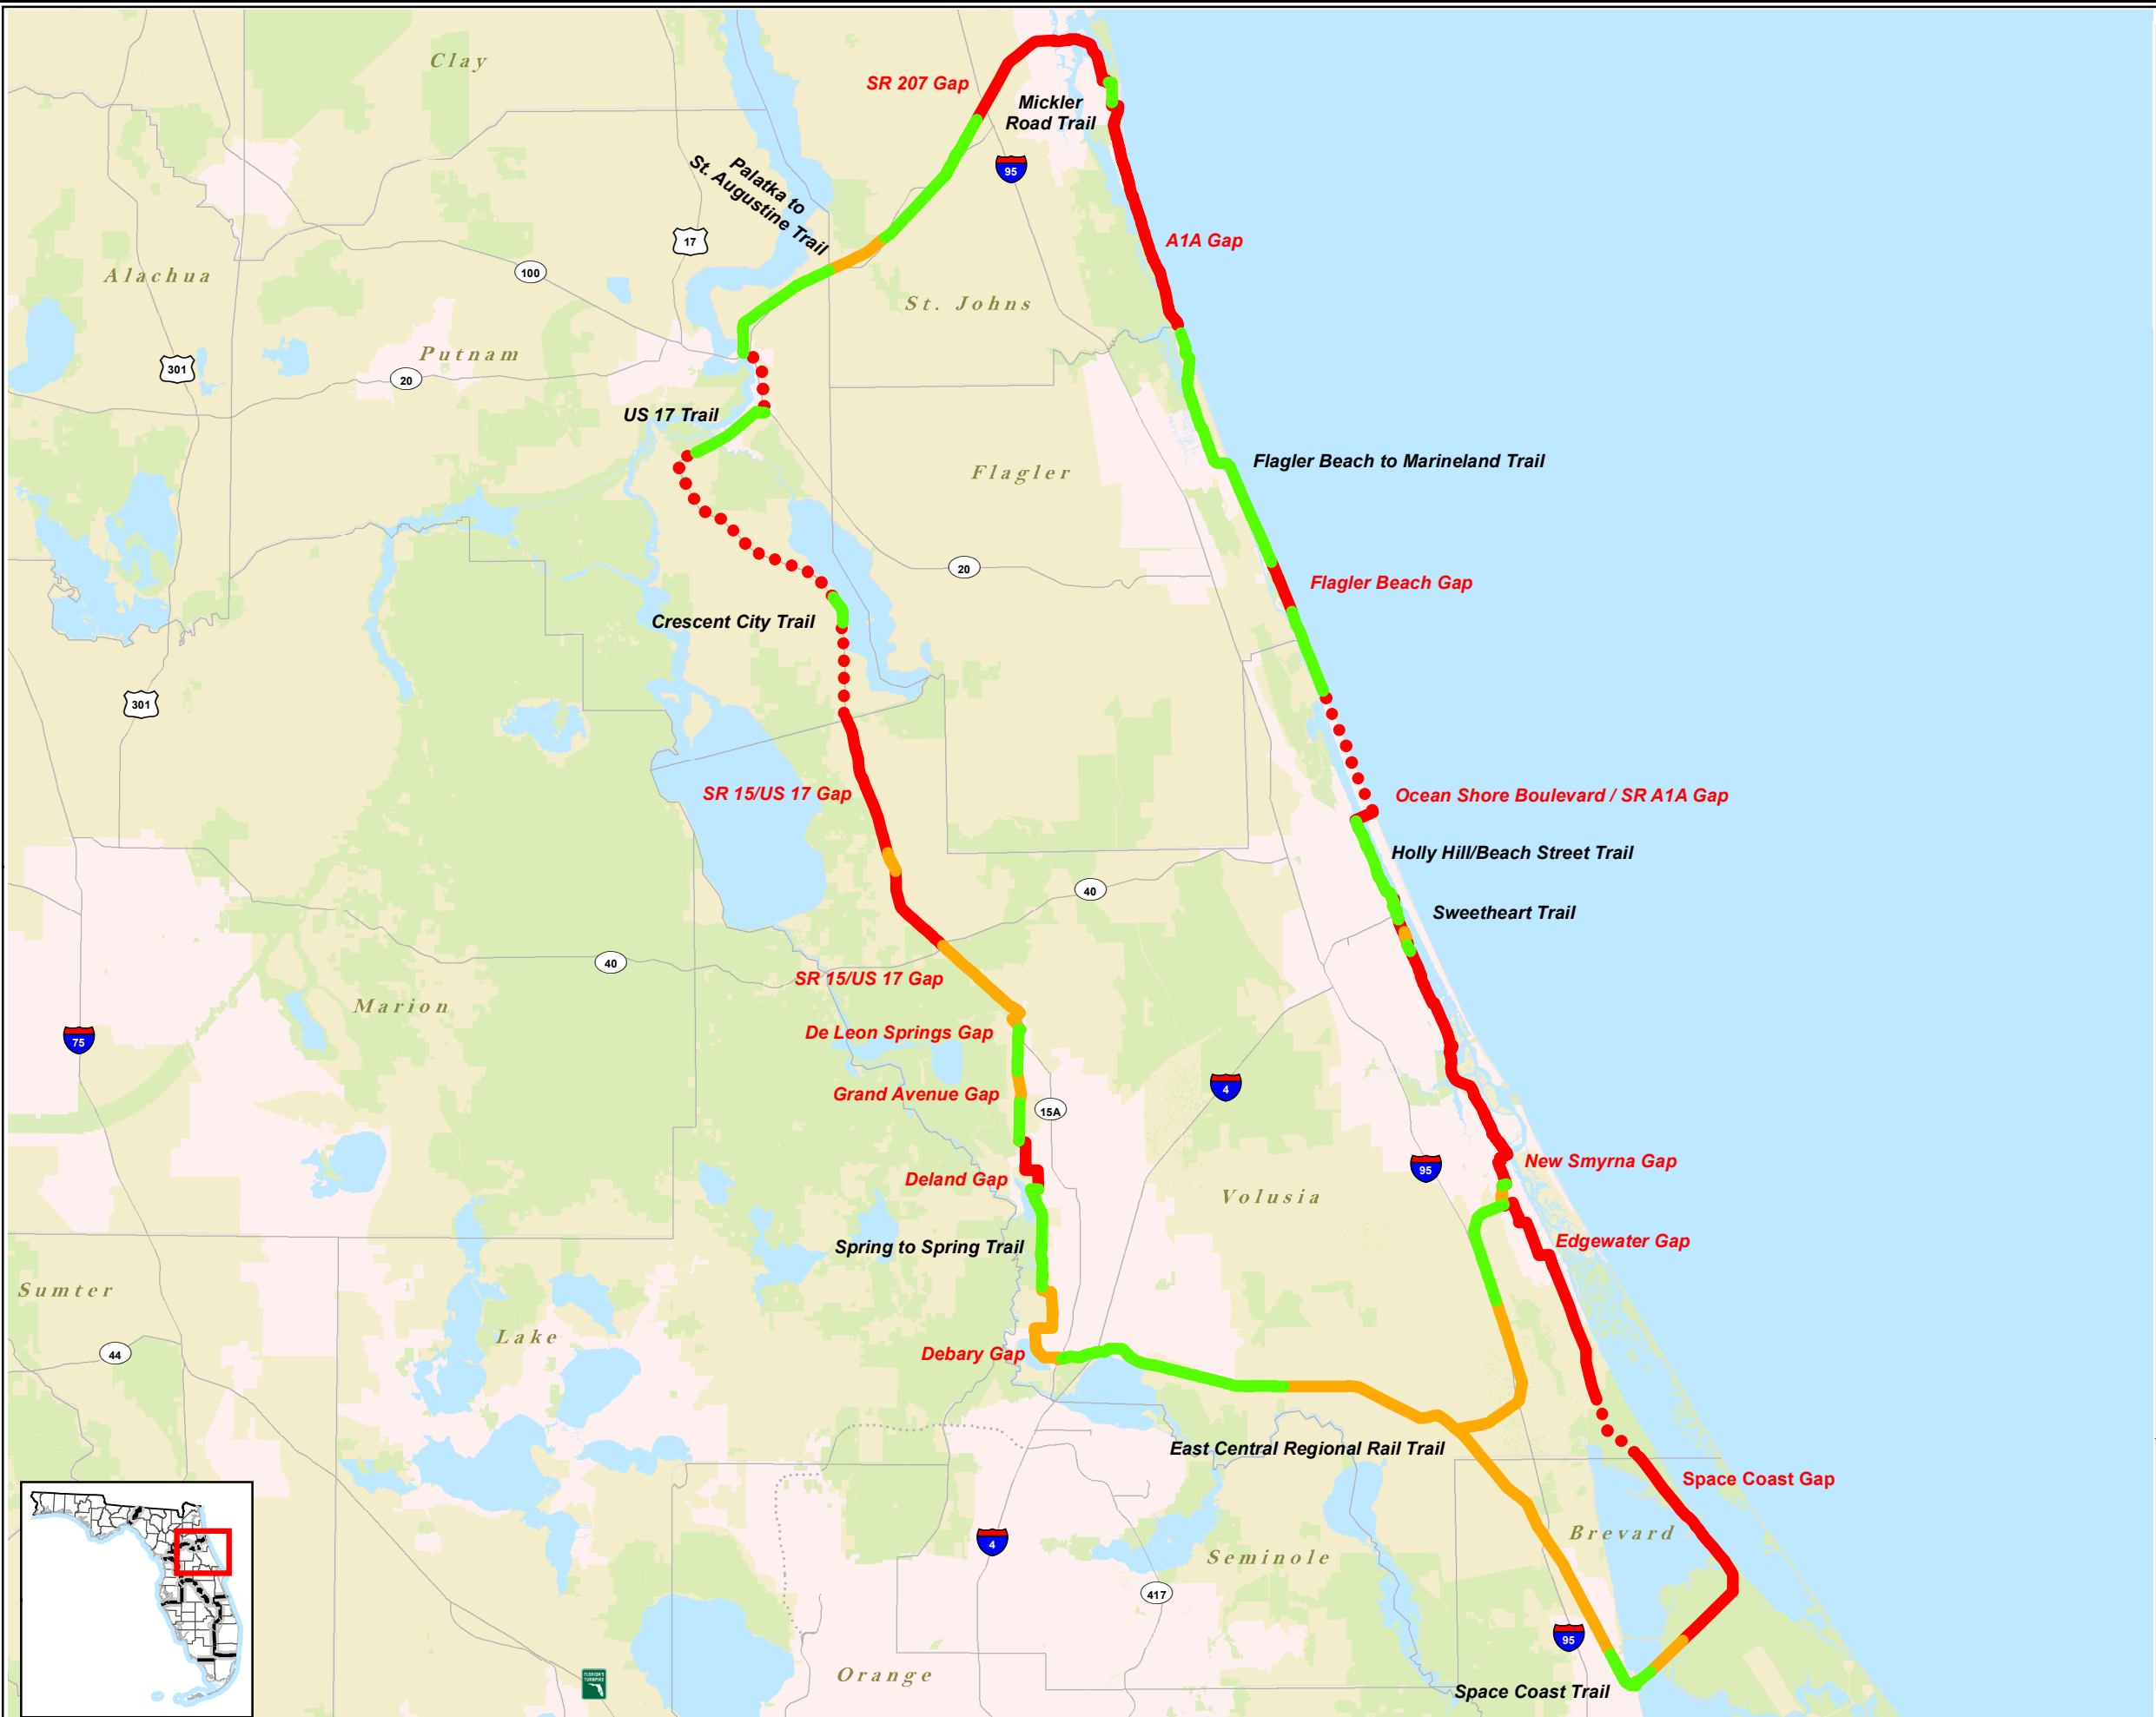 Clay
SR 207 Gap
Mickler
Road Trail
95
Palatka to
St. Augustine Trail
17
A1A Gap
100
Alachua
St. Johns
Putnam
301
20
US 17 Trail
Flagler Beach to Marineland Trail
Flagler
20
Flagler Beach Gap
Crescent City Trail
301
SR 15/US 17 Gap
Ocean Shore Boulevard / SR A1A Gap
Holly Hill/Beach Street Trail
40
Sweetheart Trail
40
SR 15/US 17 Gap
Marion
De Leon Springs Gap
75
4
Grand Avenue Gap
15A
New Smyrna Gap
95
Deland Gap
Volusia
Edgewater Gap
Spring to Spring Trail
Sumter
Lake
44
Debary Gap
East Central Regional Rail Trail
Space Coast Gap
Brevard
4
Seminole
417
95
FLORIDA'S
TURNPIKE
Orange
Space Coast Trail